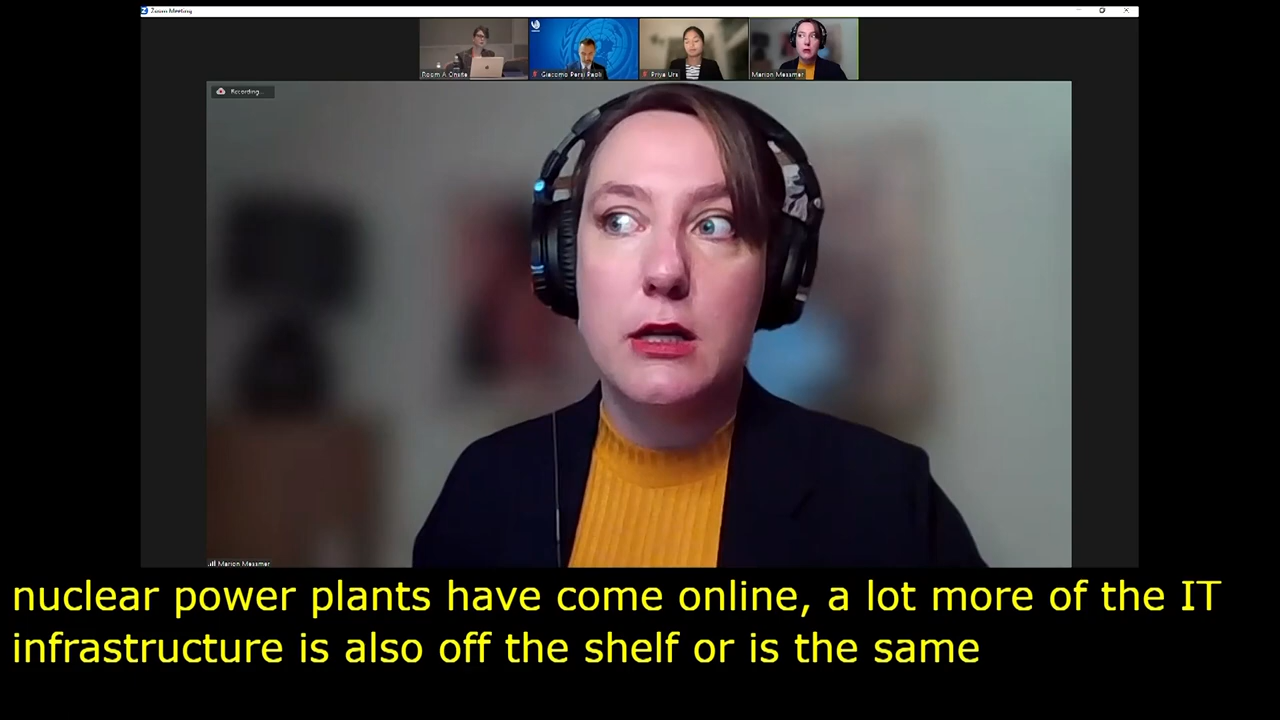 Zoom Meeting
Room A Onsite
Giacomo Persi Paoli
Priya Urs
Marion Messmer
Recording...
Marion Messmer
nuclear power plants have come online, a lot more of the IT
infrastructure is also off the shelf or is the same